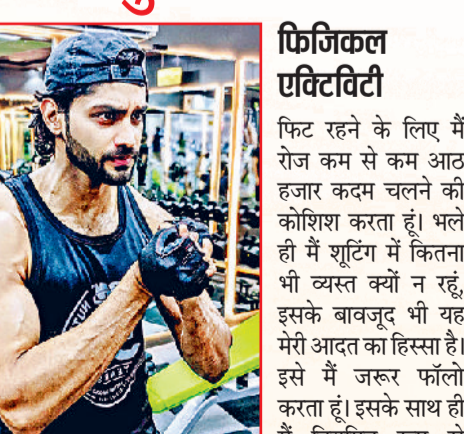 फिजिकल
एक्टिविटी
फिट रहने के लिए मैं
रोज कम से कम आठ
हजार कदम चलने की
कोशिश करता हूं। भले
ही मैं शूटिंग में कितना
भी व्यस्त क्यों न रहूं,
इसके बावजूद भी यह
मेरी आदत का हिस्सा है।
इसे मैं जरूर फॉलो
करता हूं। इसके साथ ही